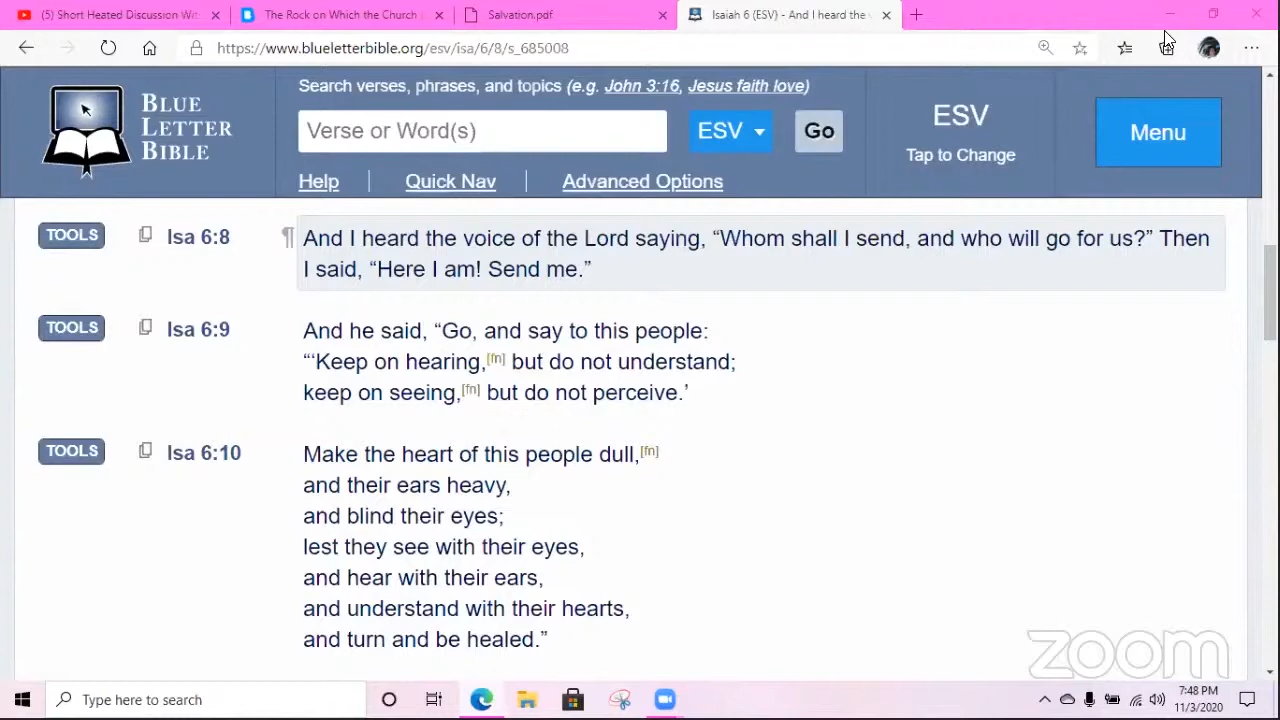 (5) Short Heated Discussion Wit
The Rock on Which the Church
Salvation.pdf
Isaiah 6 (ESV) - And I heard the v
https://www.blueletterbible.org/esv/isa/6/8/s_685008
BLUE
LETTER
BIBLE
Search verses, phrases, and topics (e.g. John 3:16, Jesus faith love)
Verse or Word(s)
ESV
Go
ESV
Tap to Change
Menu
Help
Quick Nav
Advanced Options
TOOLS Isa 6:8 ¶ And I heard the voice of the Lord saying, “Whom shall I send, and who will go for us?” Then
I said, “Here I am! Send me.”
TOOLS Isa 6:9 And he said, “Go, and say to this people:
“‘Keep on hearing,[fn] but do not understand;
keep on seeing,[fn] but do not perceive.’
TOOLS Isa 6:10 Make the heart of this people dull,[fn]
and their ears heavy,
and blind their eyes;
lest they see with their eyes,
and hear with their ears,
and understand with their hearts,
and turn and be healed.”
zoom
Type here to search
7:48 PM
11/3/2020